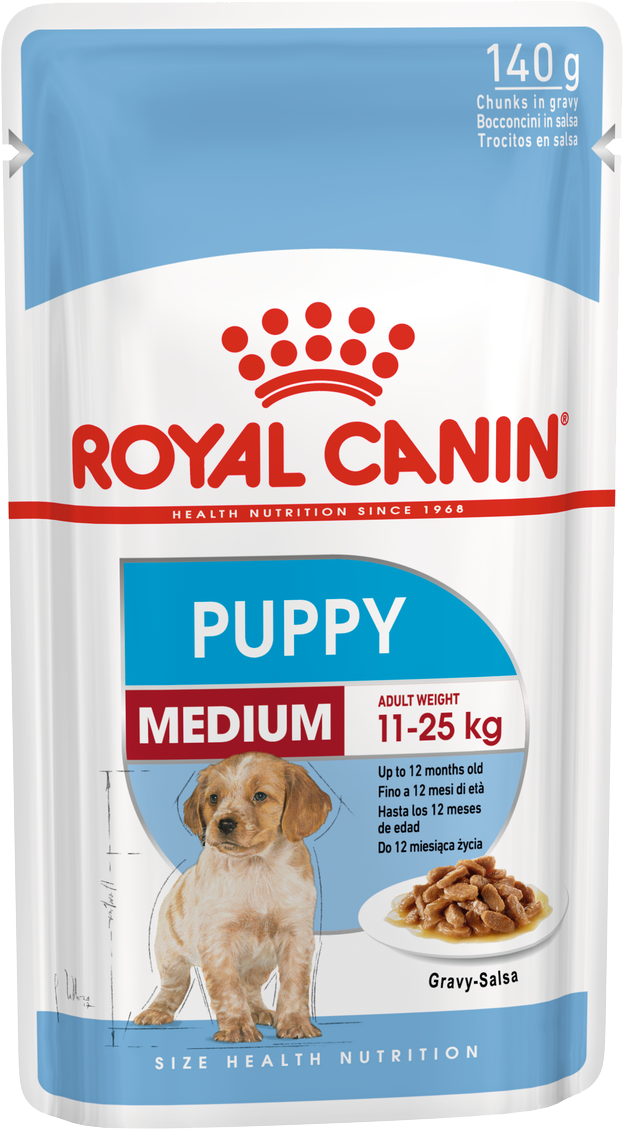 140 g
Chunks in gravy
Bocconcini in salsa
Trocitos en salsa
ROYAL CANIN®
HEALTH NUTRITION SINCE 1968
PUPPY
MEDIUM
ADULT WEIGHT
11-25 kg
Up to 12 months old
Fino a 12 mesi di età
Hasta los 12 meses
de edad
Do 12 miesiąca życia
Gravy-Salsa
SIZE HEALTH NUTRITION